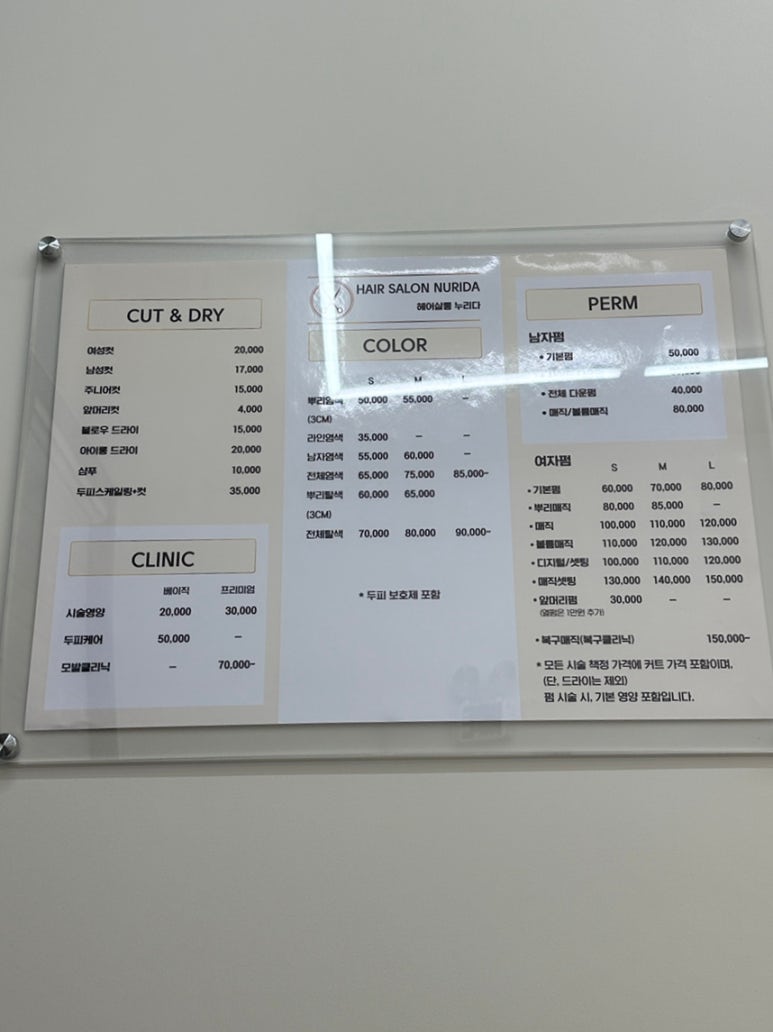 CUT & DRY
여성컷 20,000
남성컷 17,000
주니어컷 15,000
앞머리컷 4,000
블로우 드라이 15,000
아이롱 드라이 20,000
샴푸 10,000
두피스케일링+컷 35,000
CLINIC
베이직 프리미엄
시술영양 20,000 30,000
두피케어 50,000 –
모발클리닉 – 70,000~
HAIR SALON NURIDA
헤어살롱 누리다
COLOR
S M L
뿌리염색 50,000 55,000 –
(3CM)
라인염색 35,000 – –
남자염색 55,000 60,000 –
전체염색 65,000 75,000 85,000~
뿌리탈색 60,000 65,000
(3CM)
전체탈색 70,000 80,000 90,000~
* 두피 보호제 포함
PERM
남자펌
• 기본펌 50,000
• 전체 다운펌 40,000
• 매직/볼륨매직 80,000
여자펌 S M L
• 기본펌 60,000 70,000 80,000
• 뿌리매직 80,000 85,000 –
• 매직 100,000 110,000 120,000
• 볼륨매직 110,000 120,000 130,000
• 디지털/셋팅 100,000 110,000 120,000
• 매직셋팅 130,000 140,000 150,000
• 앞머리펌 30,000 – –
(열펌은 1만원 추가)
• 복구매직(복구클리닉) 150,000~
* 모든 시술 책정 가격에 커트 가격 포함이며,
(단, 드라이는 제외)
펌 시술 시, 기본 영양 포함입니다.